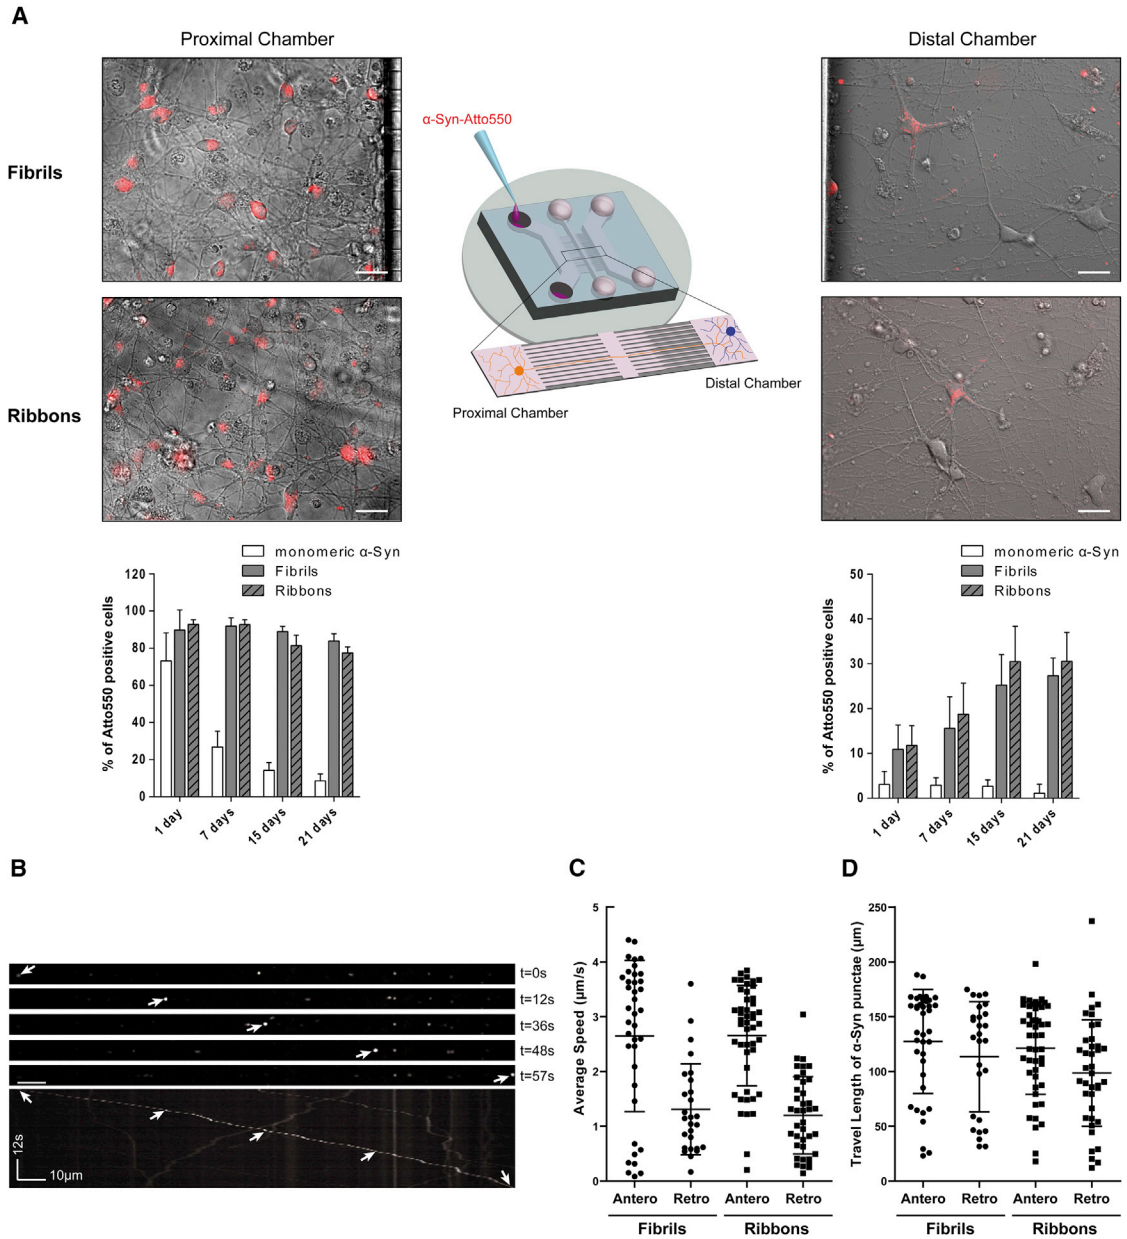 A
Proximal Chamber
Distal Chamber
Fibrils
α-Syn-Atto550
Ribbons
Proximal Chamber
Distal Chamber
monomeric α-Syn
Fibrils
Ribbons
% of Atto550 positive cells
120
100
80
60
40
20
0
1 day
7 days
15 days
21 days
monomeric α-Syn
Fibrils
Ribbons
% of Atto550 positive cells
50
40
30
20
10
0
1 day
7 days
15 days
21 days
B
t=0s
t=12s
t=36s
t=48s
t=57s
12s
10μm
C
Average Speed (μm/s)
5
4
3
2
1
0
Antero
Retro
Antero
Retro
Fibrils
Ribbons
D
Travel Length of α-Syn punctae (μm)
250
200
150
100
50
0
Antero
Retro
Antero
Retro
Fibrils
Ribbons